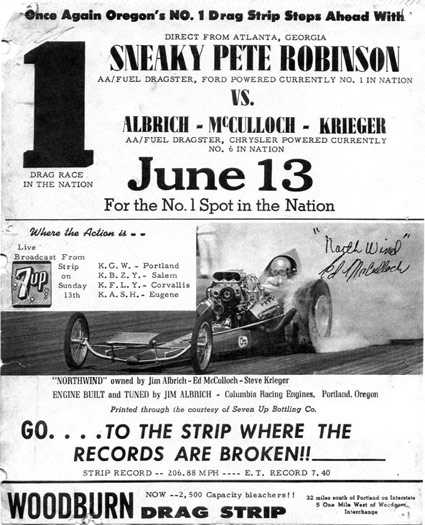 Once Again Oregon's NO. 1 Drag Strip Steps Ahead With
DIRECT FROM ATLANTA, GEORGIA
SNEAKY PETE ROBINSON
AA/FUEL DRAGSTER, FORD POWERED CURRENTLY NO. 1 IN NATION
VS.
ALBRICH - McCULLOCH - KRIEGER
AA/FUEL DRAGSTER, CHRYSLER POWERED CURRENTLY
NO. 6 IN NATION
1
DRAG RACE
IN THE NATION
June 13
For the No. 1 Spot in the Nation
Where the Action is - -
Live
Broadcast From
Strip
on
Sunday
13th
7up
K.G.W. - Portland
K.B.Z.Y. - Salem
K.F.L.Y. - Corvallis
K.A.S.H. - Eugene
"North Wind"
Ed McCulloch
"NORTHWIND" owned by Jim Albrich - Ed McColloch - Steve Krieger
ENGINE BUILT and TUNED by JIM ALBRICH - Columbia Racing Engines, Portland, Oregon
Printed through the courtesy of Seven Up Bottling Co.
GO. . . . .TO THE STRIP WHERE THE
RECORDS ARE BROKEN!!
STRIP RECORD -- 206.88 MPH ---- E.T. RECORD 7.40
WOODBURN
NOW --2,500 Capacity bleachers!!
DRAG STRIP
32 miles south of Portland on Interstate
5 One Mile West of Woodburn
Interchange